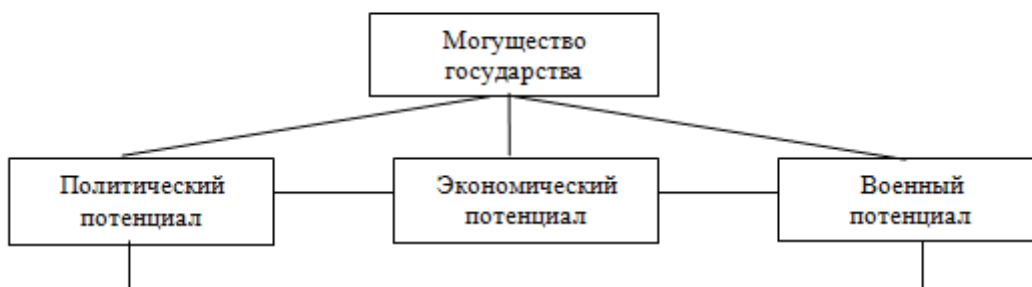 Могущество
государства
Политический
потенциал
Экономический
потенциал
Военный
потенциал